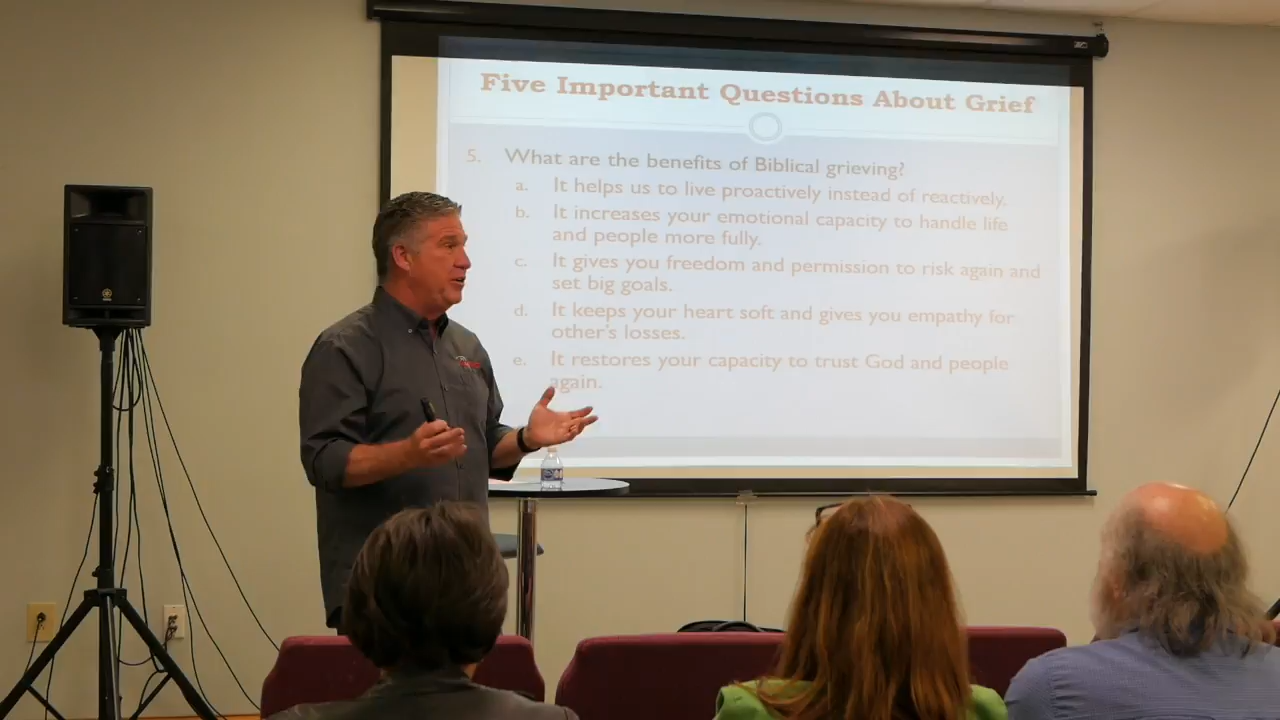 Five Important Questions About Grief
5. What are the benefits of Biblical grieving?
a. It helps us to live proactively instead of reactively.
b. It increases your emotional capacity to handle life
and people more fully.
c. It gives you freedom and permission to risk again and
set big goals.
d. It keeps your heart soft and gives you empathy for
other's losses.
e. It restores your capacity to trust God and people
again.